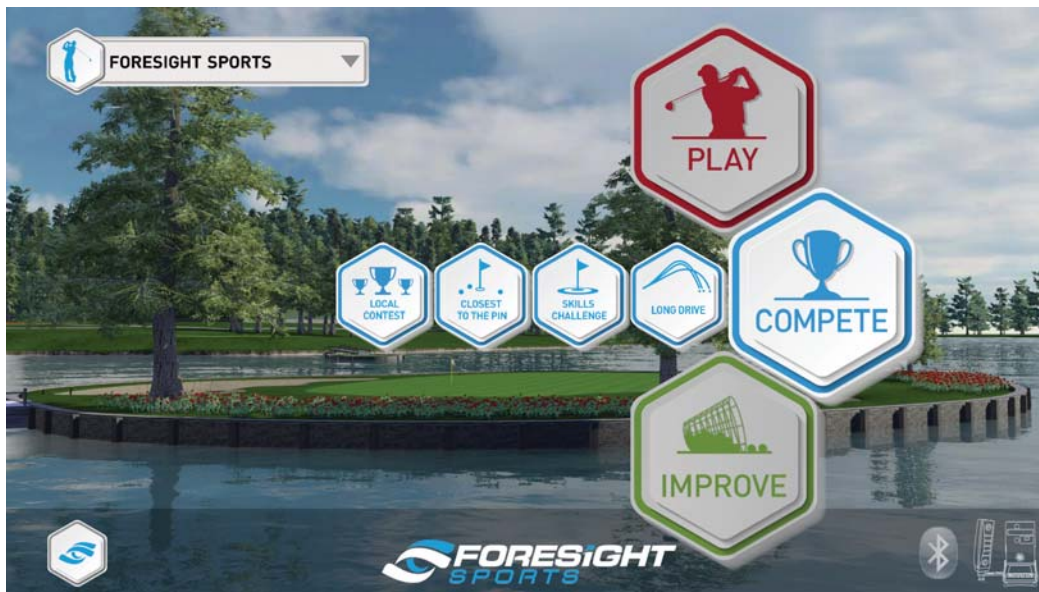 FORESIGHT SPORTS
PLAY
LOCAL
CONTEST
CLOSEST
TO THE PIN
SKILLS
CHALLENGE
LONG DRIVE
COMPETE
IMPROVE
FORESiGHT
SPORTS